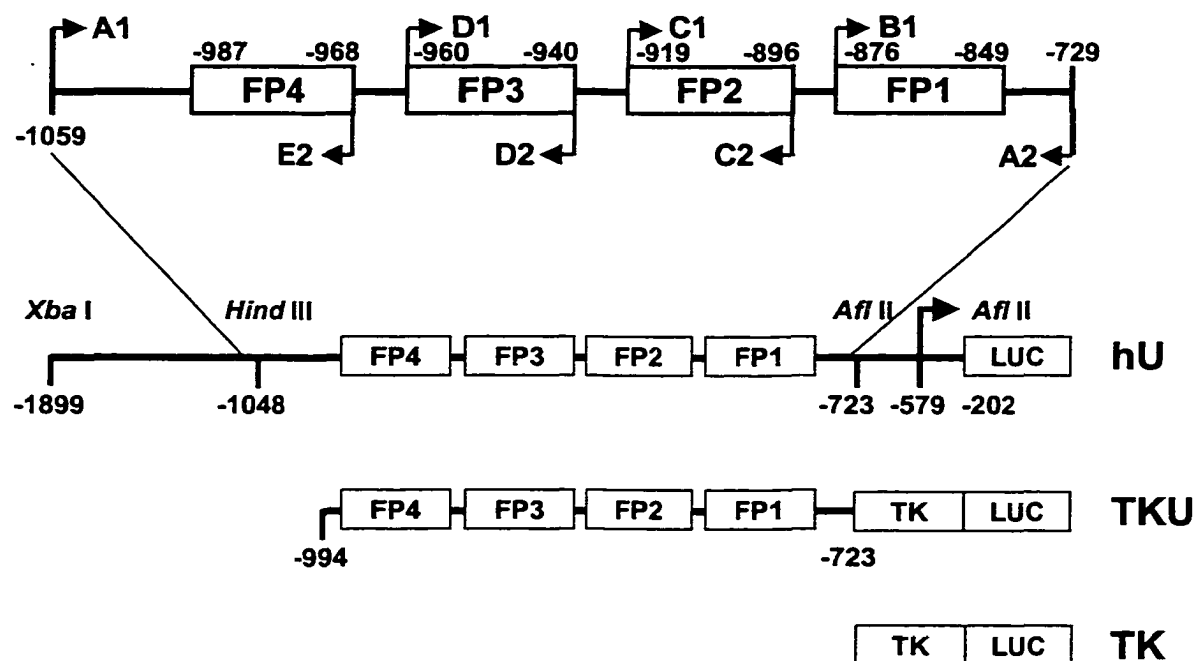 A1 D1 C1 B1
-987 -968 -960 -940 -919 -896 -876 -849 -729
FP4 FP3 FP2 FP1
-1059
E2 D2 C2 A2
Xba I Hind III Afl II Afl II
FP4 FP3 FP2 FP1 LUC hU
-1899 -1048 -723 -579 -202
FP4 FP3 FP2 FP1 TK LUC TKU
-994 -723
TK LUC TK